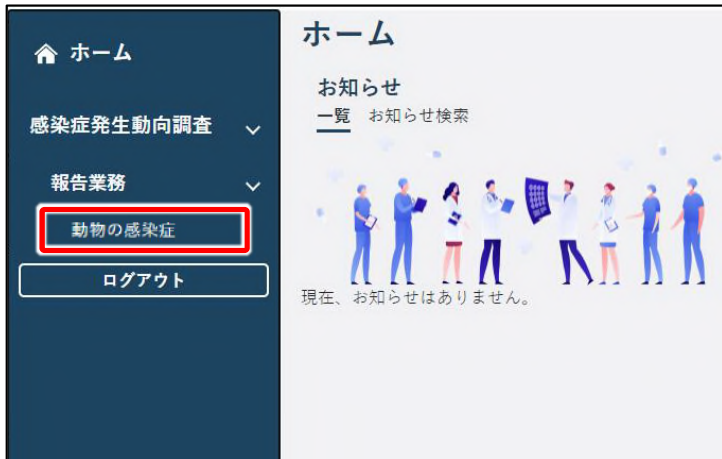 ホーム
感染症発生動向調査
報告業務
動物の感染症
ログアウト
ホーム
お知らせ
一覧 お知らせ検索
現在、お知らせはありません。